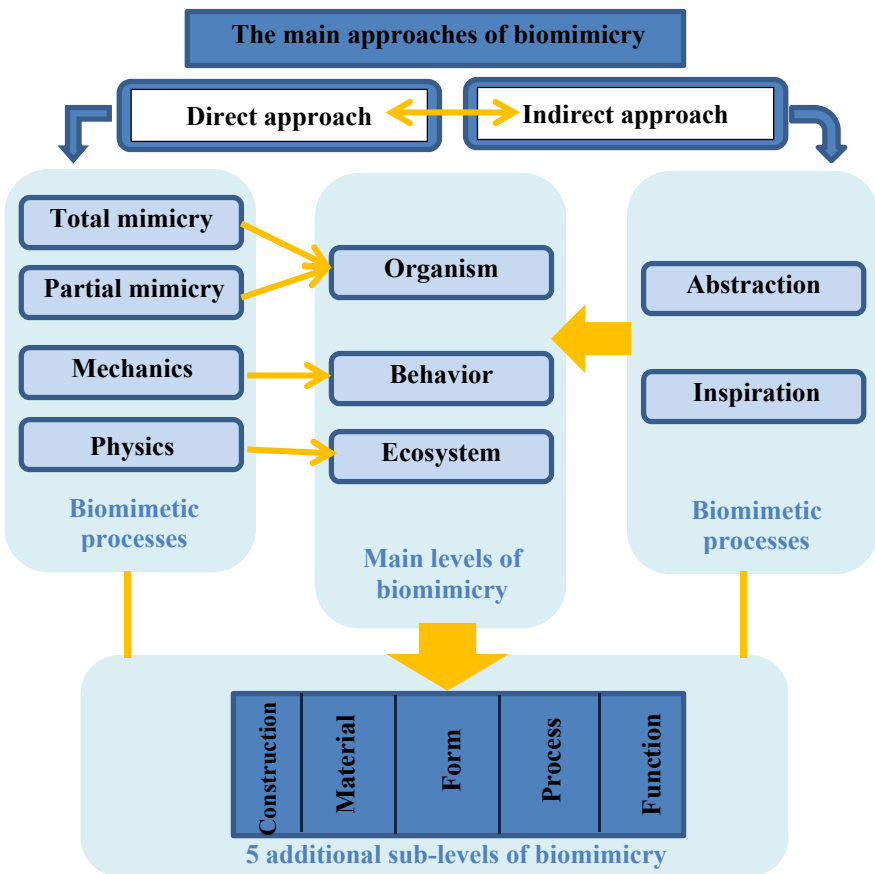 The main approaches of biomimicry
Direct approach
Indirect approach
Total mimicry
Partial mimicry
Mechanics
Physics
Biomimetic
processes
Organism
Behavior
Ecosystem
Main levels of
biomimicry
Abstraction
Inspiration
Biomimetic
processes
Construction
Material
Form
Process
Function
5 additional sub-levels of biomimicry